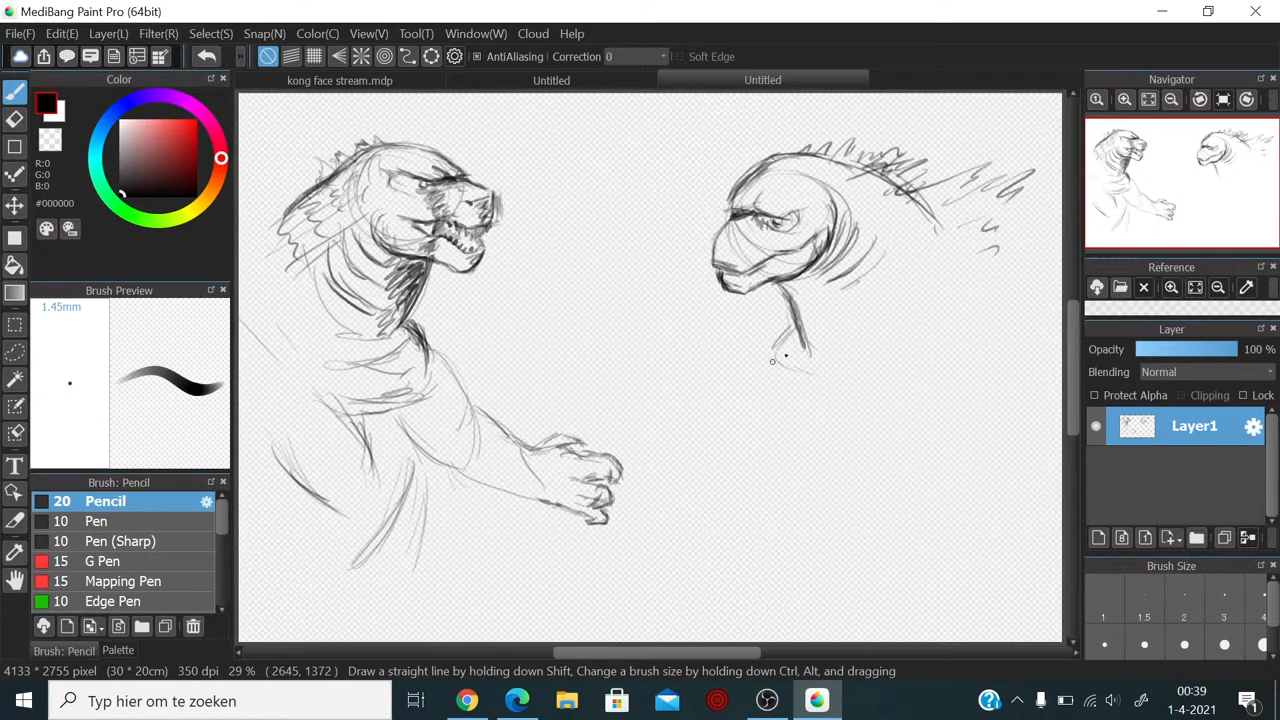 MediBang Paint Pro (64bit)
File(F) Edit(E) Layer(L) Filter(R) Select(S) Snap(N) Color(C) View(V) Tool(T) Window(W) Cloud Help
AntiAliasing Correction 0 Soft Edge
Color
kong face stream.mdp Untitled Untitled
Navigator
R:0
G:0
B:0
#000000
Brush Preview
1.45mm
Reference
Layer
Opacity 100 %
Blending Normal
Protect Alpha Clipping Lock
Layer1
Brush: Pencil
20 Pencil
10 Pen
10 Pen (Sharp)
15 G Pen
15 Mapping Pen
10 Edge Pen
Brush Size
1 1.5 2 3 4
Brush: Pencil Palette
4133 * 2755 pixel (30 * 20cm) 350 dpi 29 % (2645, 1372) Draw a straight line by holding down Shift, Change a brush size by holding down Ctrl, Alt, and dragging
Typ hier om te zoeken
00:39
1-4-2021
1